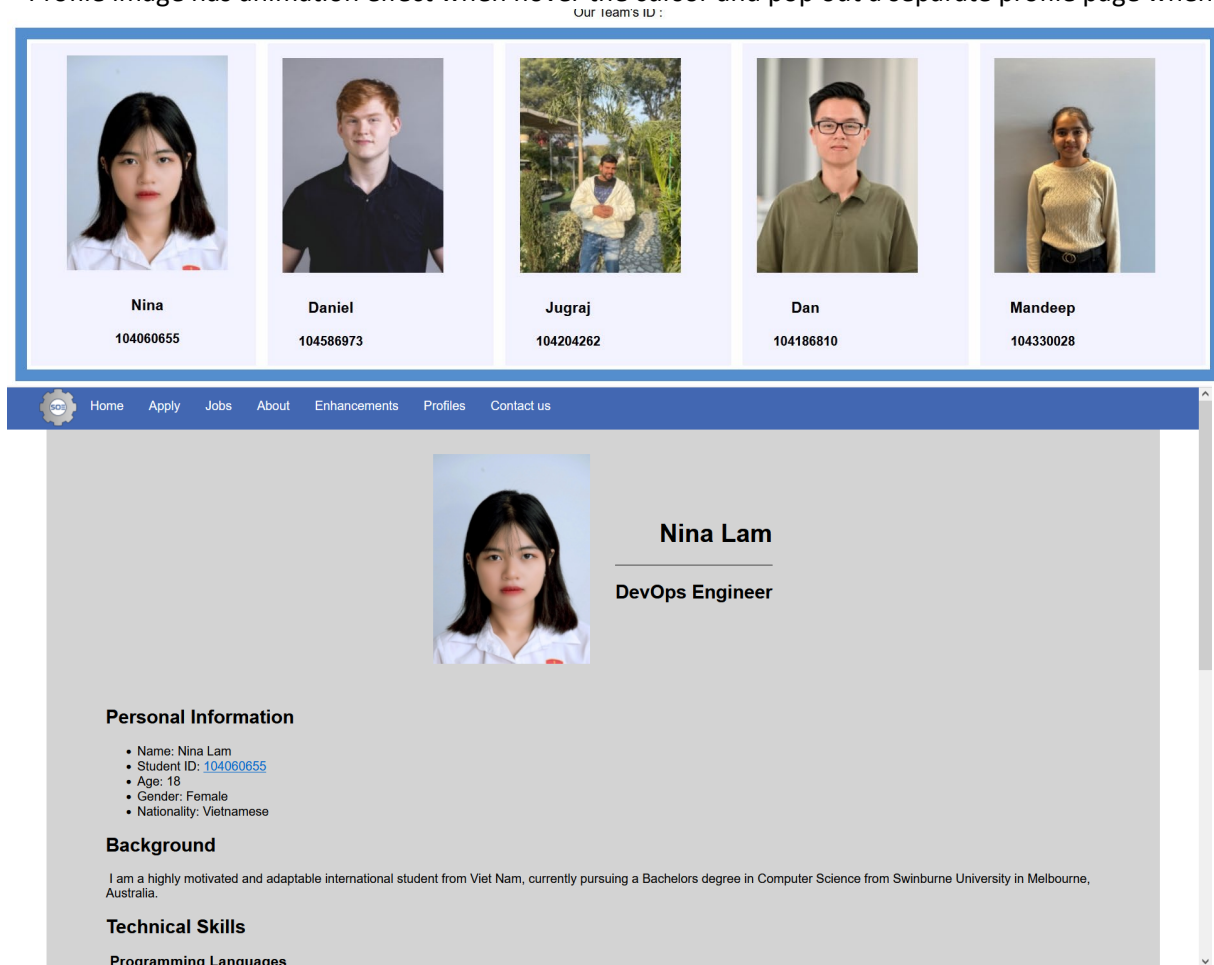 Profile image has animation effect when hover the cursor and pop out a separate profile page when
Our Team's ID :
Nina Daniel Jugraj Dan Mandeep
104060655 104586973 104204262 104186810 104330028
SDE Home Apply Jobs About Enhancements Profiles Contact us
Nina Lam
DevOps Engineer
Personal Information
• Name: Nina Lam
• Student ID: 104060655
• Age: 18
• Gender: Female
• Nationality: Vietnamese
Background
I am a highly motivated and adaptable international student from Viet Nam, currently pursuing a Bachelors degree in Computer Science from Swinburne University in Melbourne,
Australia.
Technical Skills
Programming Languages